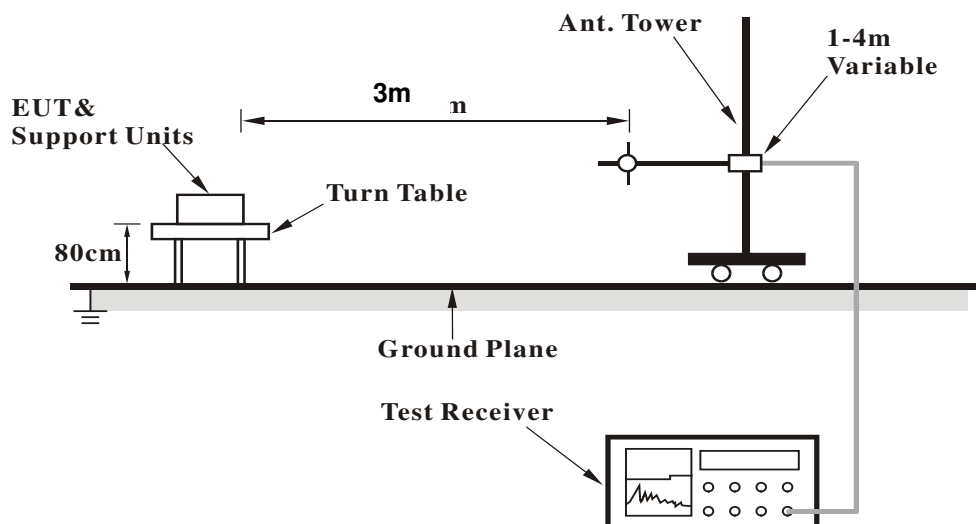 Ant. Tower
1-4m
Variable
3m
m
EUT&
Support Units
Turn Table
80cm
Ground Plane
Test Receiver